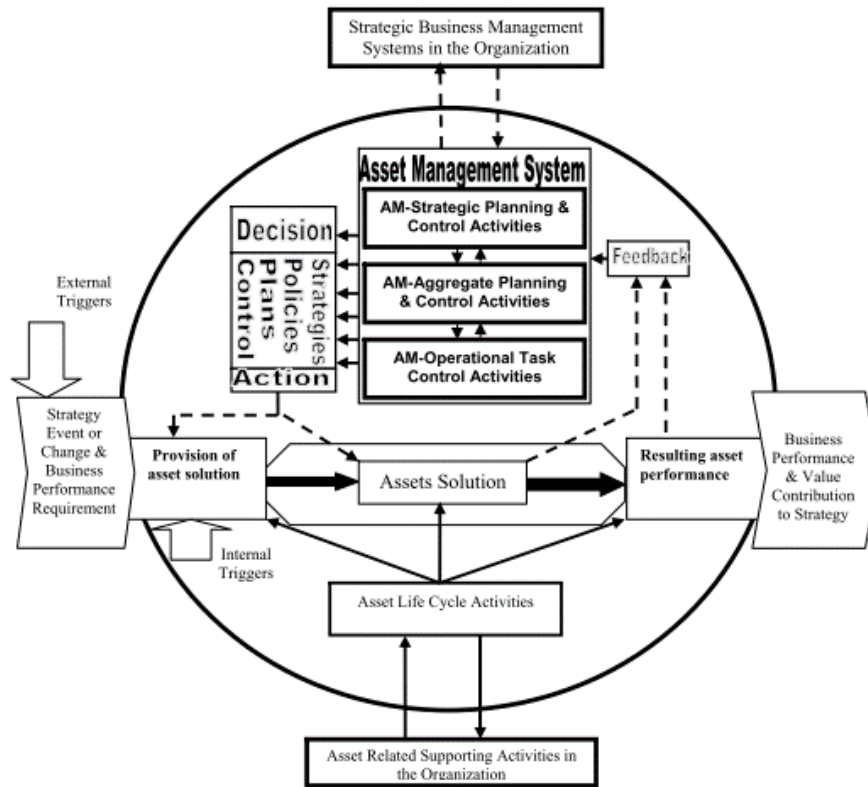 Strategic Business Management
Systems in the Organization
Asset Management System
AM-Strategic Planning &
Control Activities
AM-Aggregate Planning
& Control Activities
AM-Operational Task
Control Activities
Decision
Strategies
Policies
Plans
Control
Action
Feedback
External
Triggers
Strategy
Event or
Change &
Business
Performance
Requirement
Provision of
asset solution
Assets Solution
Resulting asset
performance
Business
Performance
& Value
Contribution
to Strategy
Internal
Triggers
Asset Life Cycle Activities
Asset Related Supporting Activities in
the Organization